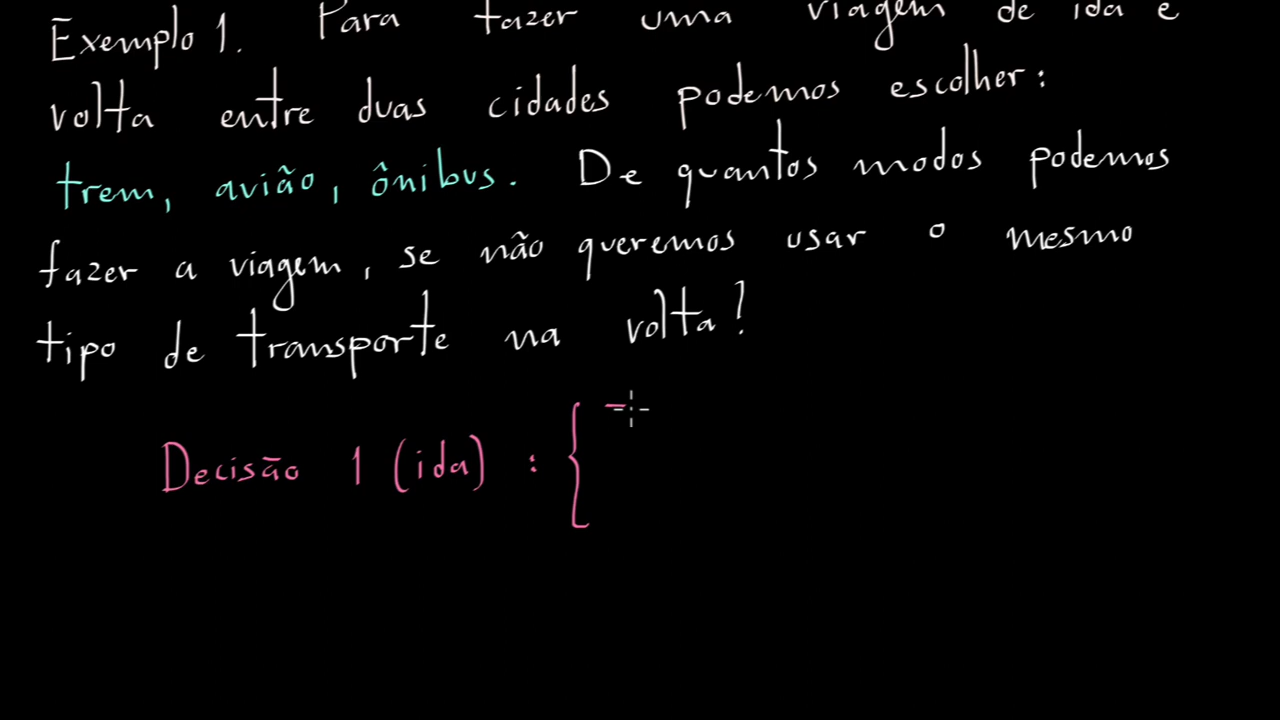 Exemplo 1. Para fazer uma viagem de ida e
volta entre duas cidades podemos escolher:
trem, avião, ônibus. De quantos modos podemos
fazer a viagem, se não queremos usar o mesmo
tipo de transporte na volta?
Decisão 1 (ida) : {